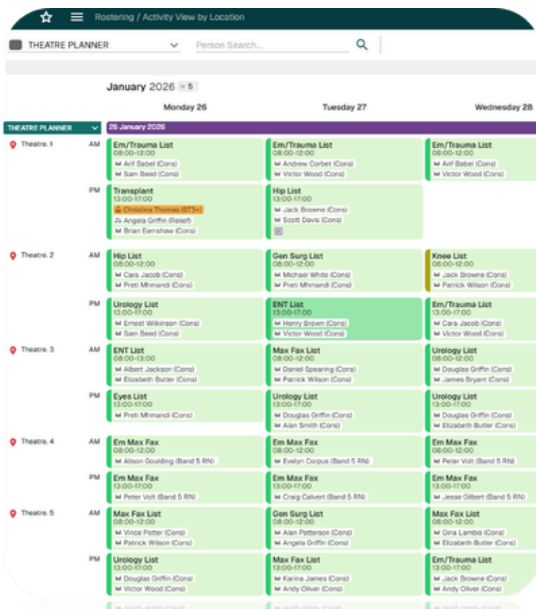 Rostering / Activity View by Location
THEATRE PLANNER
Person Search...
January 2026 5
Monday 26
Tuesday 27
Wednesday 28
THEATRE PLANNER
26 January 2026
Theatre. 1
AM
Em/Trauma List
08:00-12:00
Arif Babel (Cons)
Sam Beed (Cons)
Em/Trauma List
08:00-12:00
Andrew Corbet (Cons)
Victor Wood (Cons)
Em/Trauma List
08:00-12:00
Arif Babel (Cons)
Victor Wood (Cons)
PM
Transplant
13:00-17:00
Christina Thomas (ST3+)
Angela Griffin (Relief)
Brian Earnshaw (Cons)
Hip List
13:00-17:00
Jack Browne (Cons)
Scott Davis (Cons)
Theatre. 2
AM
Hip List
08:00-12:00
Cara Jacob (Cons)
Preti Mhmandi (Cons)
Gen Surg List
08:00-12:00
Michael White (Cons)
Preti Mhmandi (Cons)
Knee List
08:00-12:00
Jack Browne (Cons)
Patrick Wilson (Cons)
PM
Urology List
13:00-17:00
Ernest Wilkinson (Cons)
Sam Beed (Cons)
ENT List
13:00-17:00
Henry Brown (Cons)
Victor Wood (Cons)
Em/Trauma List
13:00-17:00
Cara Jacob (Cons)
Victor Wood (Cons)
Theatre. 3
AM
ENT List
08:00-13:00
Albert Jackson (Cons)
Elizabeth Butler (Cons)
Max Fax List
08:00-12:00
Daniel Spearing (Cons)
Patrick Wilson (Cons)
Urology List
08:00-12:00
Douglas Griffin (Cons)
James Bryant (Cons)
PM
Eyes List
13:00-17:00
Preti Mhmandi (Cons)
Urology List
13:00-17:00
Douglas Griffin (Cons)
Alan Smith (Cons)
Urology List
13:00-17:00
Douglas Griffin (Cons)
Elizabeth Butler (Cons)
Theatre. 4
AM
Em Max Fax
08:00-12:00
Alison Goulding (Band 5 RN)
Em Max Fax
08:00-12:00
Evelyn Corpus (Band 5 RN)
Em Max Fax
08:00-12:00
Peter Volt (Band 5 RN)
PM
Em Max Fax
13:00-17:00
Peter Volt (Band 5 RN)
Em Max Fax
13:00-17:00
Craig Calvert (Band 5 RN)
Em Max Fax
13:00-17:00
Jesse Gilbert (Band 5 RN)
Theatre. 5
AM
Max Fax List
08:00-12:00
Vince Potter (Cons)
Patrick Wilson (Cons)
Gen Surg List
08:00-12:00
Alan Patterson (Cons)
Angela Griffin (Cons)
Max Fax List
08:00-12:00
Gina Lambis (Cons)
Elizabeth Butler (Cons)
PM
Urology List
13:00-17:00
Douglas Griffin (Cons)
Victor Wood (Cons)
Max Fax List
13:00-17:00
Karina James (Cons)
Andy Oliver (Cons)
Em/Trauma List
13:00-17:00
Jack Browne (Cons)
Andy Oliver (Cons)